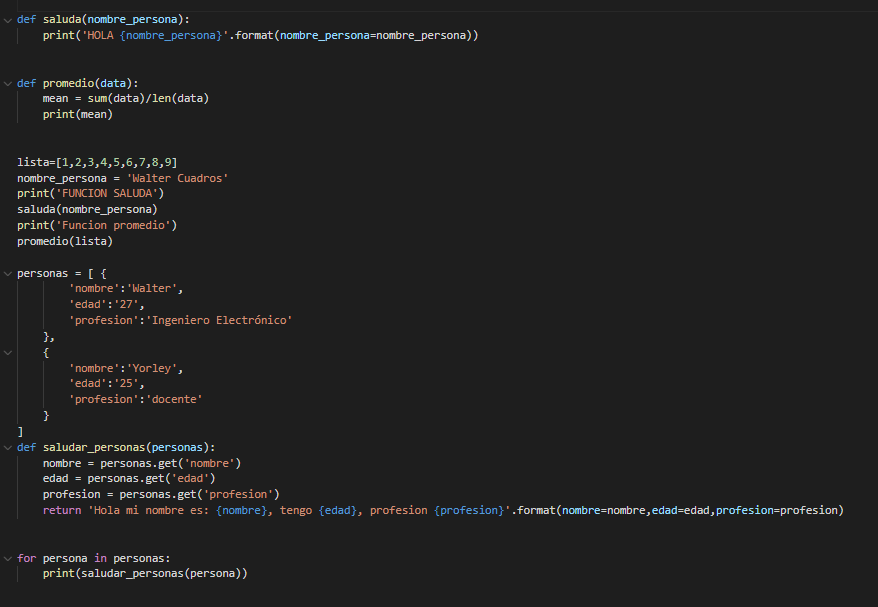 def saluda(nombre_persona):
    print('HOLA {nombre_persona}'.format(nombre_persona=nombre_persona))
def promedio(data):
    mean = sum(data)/len(data)
    print(mean)
lista=[1,2,3,4,5,6,7,8,9]
nombre_persona = 'Walter Cuadros'
print('FUNCION SALUDA')
saluda(nombre_persona)
print('Funcion promedio')
promedio(lista)
personas = [ {
        'nombre':'Walter',
        'edad':'27',
        'profesion':'Ingeniero Electrónico'
    },
    {
        'nombre':'Yorley',
        'edad':'25',
        'profesion':'docente'
    }
]
def saludar_personas(personas):
    nombre = personas.get('nombre')
    edad = personas.get('edad')
    profesion = personas.get('profesion')
    return 'Hola mi nombre es: {nombre}, tengo {edad}, profesion {profesion}'.format(nombre=nombre,edad=edad,profesion=profesion)
for persona in personas:
    print(saludar_personas(persona))